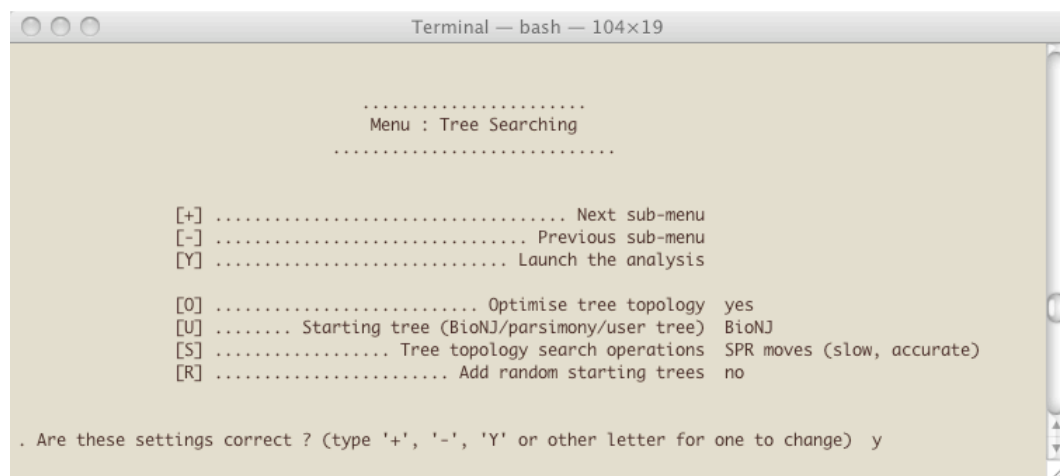 Terminal — bash — 104×19
.......................
Menu : Tree Searching
.............................
[+] .................................... Next sub-menu
[-] ................................ Previous sub-menu
[Y] .............................. Launch the analysis
[O] ........................... Optimise tree topology yes
[U] ........ Starting tree (BioNJ/parsimony/user tree) BioNJ
[S] .................. Tree topology search operations SPR moves (slow, accurate)
[R] ........................ Add random starting trees no
. Are these settings correct ? (type '+', '-', 'Y' or other letter for one to change) y